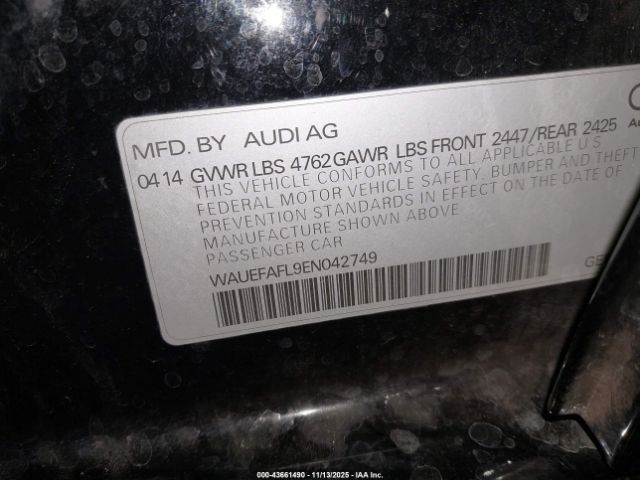 MFD. BY AUDI AG
04 14 GVWR LBS 4762 GAWR LBS FRONT 2447/REAR 2425
THIS VEHICLE CONFORMS TO ALL APPLICABLE U S
FEDERAL MOTOR VEHICLE SAFETY, BUMPER AND THEFT
PREVENTION STANDARDS IN EFFECT ON THE DATE OF
MANUFACTURE SHOWN ABOVE
PASSENGER CAR
WAUEFAFL9EN042749
000-43661490 - 11/13/2025 - IAA Inc.